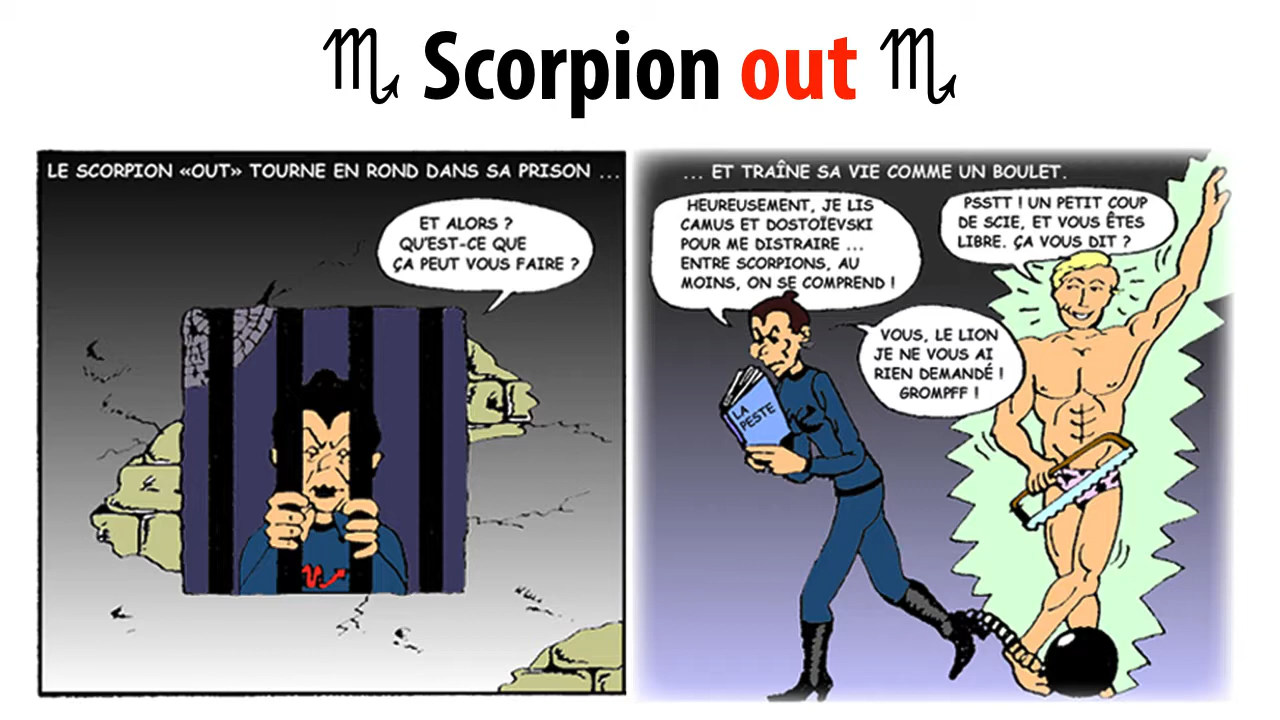 ♏ Scorpion out ♏
LE SCORPION «OUT» TOURNE EN ROND DANS SA PRISON ...
ET ALORS ?
QU'EST-CE QUE
ÇA PEUT VOUS FAIRE ?
... ET TRAÎNE SA VIE COMME UN BOULET.
HEUREUSEMENT, JE LIS
CAMUS ET DOSTOÏEVSKI
POUR ME DISTRAIRE ...
ENTRE SCORPIONS, AU
MOINS, ON SE COMPREND !
PSSTT ! UN PETIT COUP
DE SCIE, ET VOUS ÊTES
LIBRE. ÇA VOUS DIT ?
VOUS, LE LION
JE NE VOUS AI
RIEN DEMANDÉ !
GROMPFF !
LA
PESTE